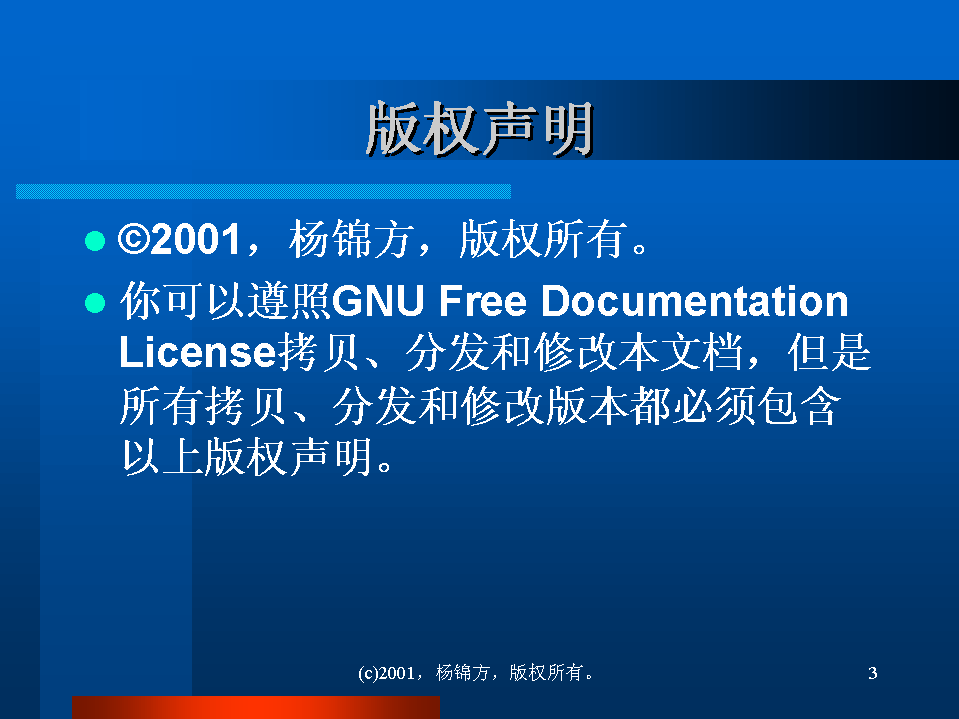 版权声明
©2001，杨锦方，版权所有。
你可以遵照GNU Free Documentation
License拷贝、分发和修改本文档，但是
所有拷贝、分发和修改版本都必须包含
以上版权声明。
(c)2001，杨锦方，版权所有。
3